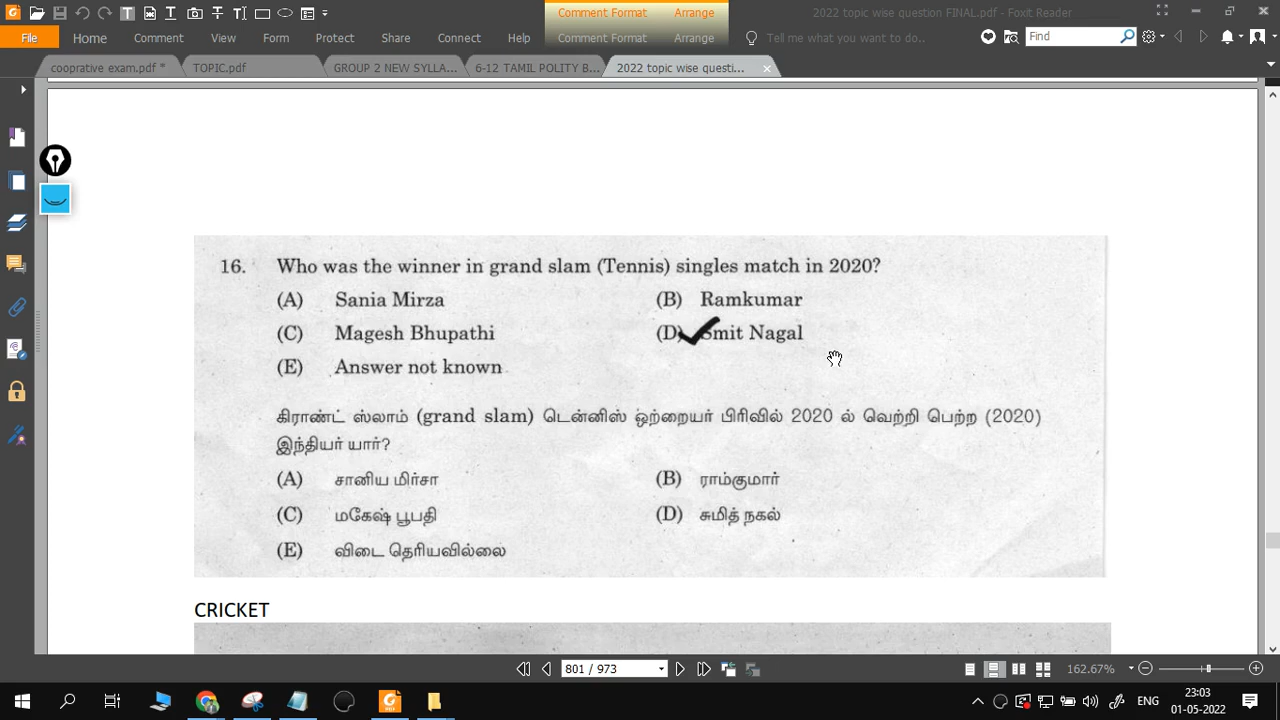 Comment Format Arrange
2022 topic wise question FINAL.pdf - Foxit Reader
File Home Comment View Form Protect Share Connect Help Comment Format Arrange Tell me what you want to do.. Find
cooprative exam.pdf * TOPIC.pdf GROUP 2 NEW SYLLA... 6-12 TAMIL POLITY B... 2022 topic wise questi...
16. Who was the winner in grand slam (Tennis) singles match in 2020?
(A) Sania Mirza (B) Ramkumar
(C) Magesh Bhupathi (D) Smit Nagal
(E) Answer not known
கிராண்ட் ஸ்லாம் (grand slam) டென்னிஸ் ஒற்றையர் பிரிவில் 2020 ல் வெற்றி பெற்ற (2020)
இந்தியர் யார்?
(A) சானிய மிர்சா (B) ராம்குமார்
(C) மகேஷ் பூபதி (D) சுமித் நகல்
(E) விடை தெரியவில்லை
CRICKET
801 / 973 162.67%
ENG 23:03
01-05-2022